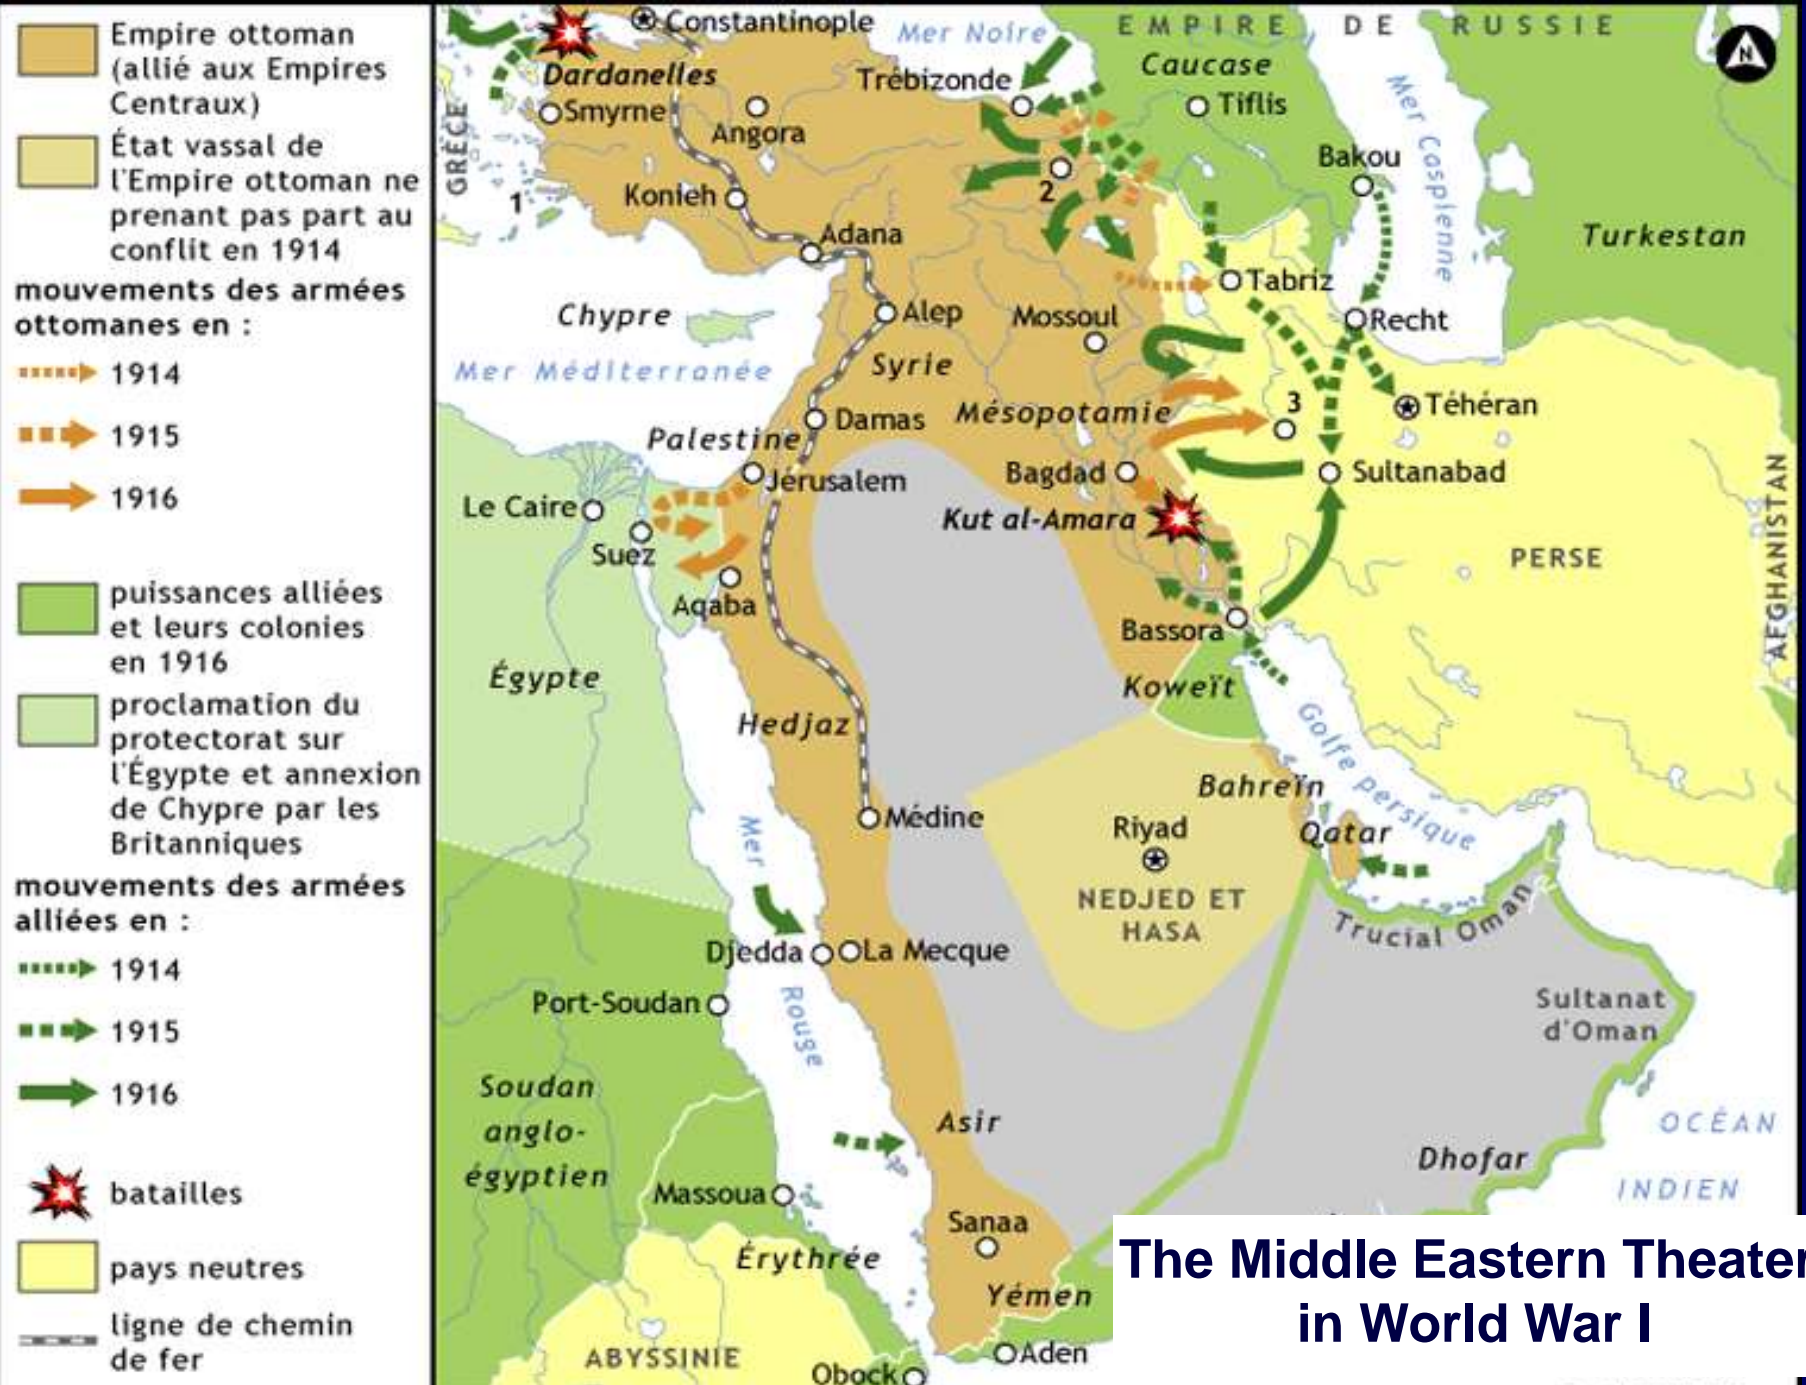 Empire ottoman
(allié aux Empires
Centraux)
État vassal de
l'Empire ottoman ne
prenant pas part au
conflit en 1914
mouvements des armées
ottomanes en :
1914
1915
1916
puissances alliées
et leurs colonies
en 1916
proclamation du
protectorat sur
l'Égypte et annexion
de Chypre par les
Britanniques
mouvements des armées
alliées en :
1914
1915
1916
batailles
pays neutres
ligne de chemin
de fer
Constantinople
Mer Noire
EMPIRE DE RUSSIE
N
Dardanelles
Trébizonde
Caucase
Smyrne
Angora
Tiflis
Mer Caspienne
GRÈCE
Bakou
Konieh
2
1
Adana
Turkestan
Tabriz
Chypre
Alep
Mossoul
Recht
Mer Méditerranée
Syrie
3
Téhéran
Damas
Mésopotamie
Palestine
Bagdad
Sultanabad
Jérusalem
Le Caire
Kut al-Amara
Suez
PERSE
AFGHANISTAN
Aqaba
Bassora
Égypte
Koweït
Hedjaz
Golfe persique
Bahreïn
Médine
Riyad
Qatar
Mer
Rouge
NEDJED ET
HASA
Trucial Oman
Djedda
La Mecque
Port-Soudan
Sultanat
d'Oman
Soudan
anglo-
égyptien
Asir
OCÉAN
INDIEN
Dhofar
Massoua
Sanaa
Érythrée
Yémen
ABYSSINIE
Aden
Obock
The Middle Eastern Theater
in World War I